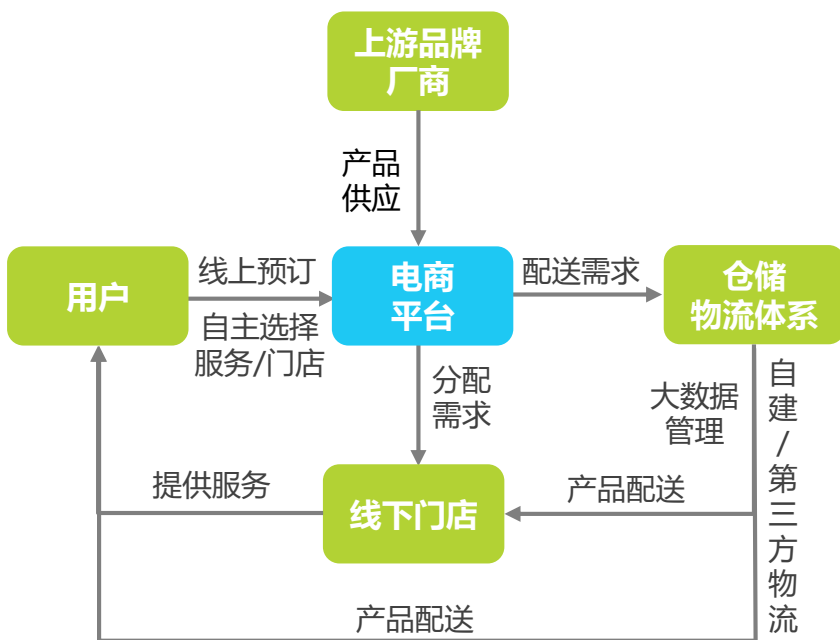 上游品牌
厂商
产品
供应
用户
线上预订
自主选择
服务/门店
电商
平台
配送需求
仓储
物流体系
分配
需求
大数据
管理
自建/第三方物流
提供服务
线下门店
产品配送
产品配送